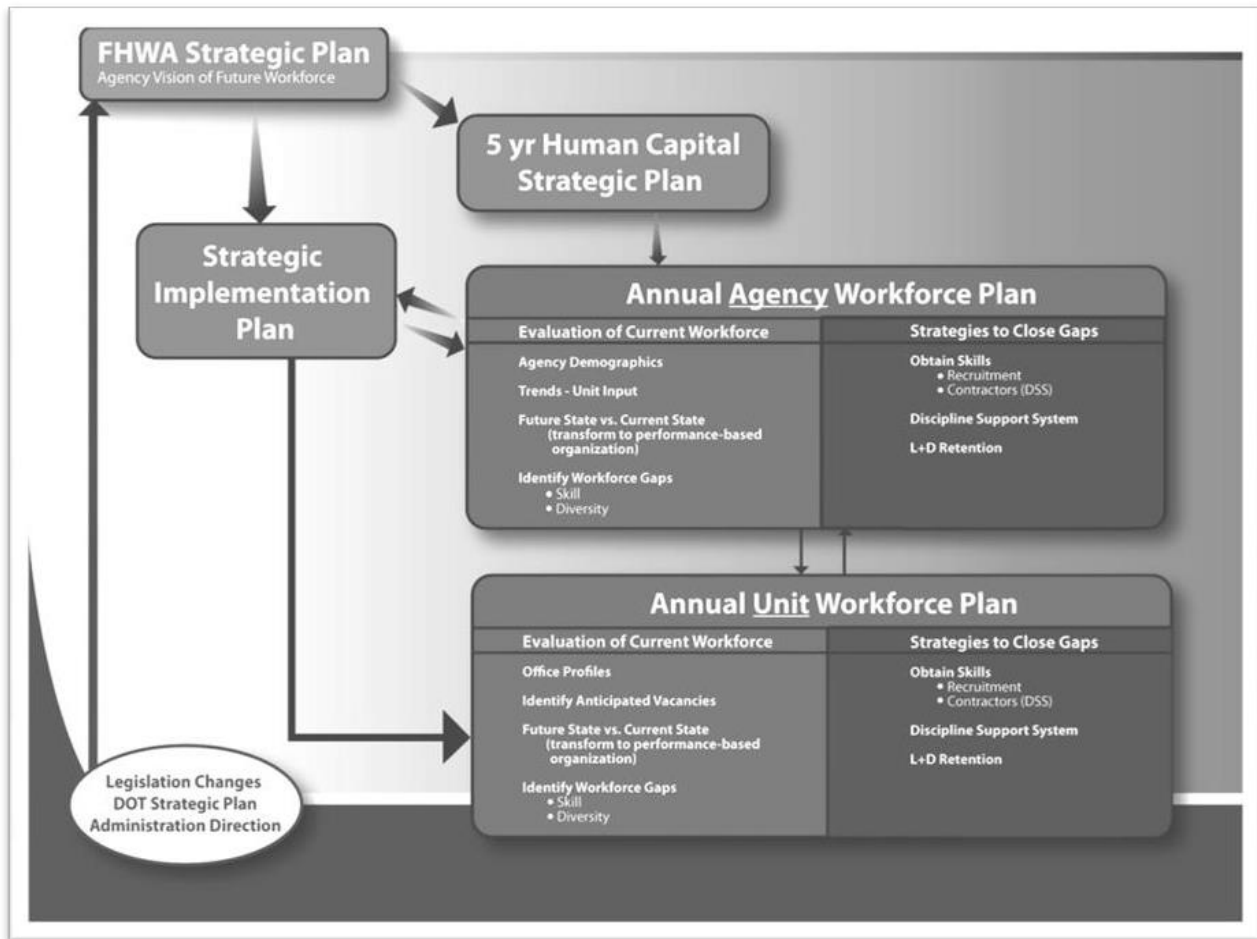 FHWA Strategic Plan
Agency Vision of Future Workforce
5 yr Human Capital
Strategic Plan
Strategic
Implementation
Plan
Annual Agency Workforce Plan
Evaluation of Current Workforce
Agency Demographics
Trends - Unit Input
Future State vs. Current State
(transform to performance-based
organization)
Identify Workforce Gaps
• Skill
• Diversity
Strategies to Close Gaps
Obtain Skills
• Recruitment
• Contractors (DSS)
Discipline Support System
L+D Retention
Annual Unit Workforce Plan
Evaluation of Current Workforce
Office Profiles
Identify Anticipated Vacancies
Future State vs. Current State
(transform to performance-based
organization)
Identify Workforce Gaps
• Skill
• Diversity
Strategies to Close Gaps
Obtain Skills
• Recruitment
• Contractors (DSS)
Discipline Support System
L+D Retention
Legislation Changes
DOT Strategic Plan
Administration Direction